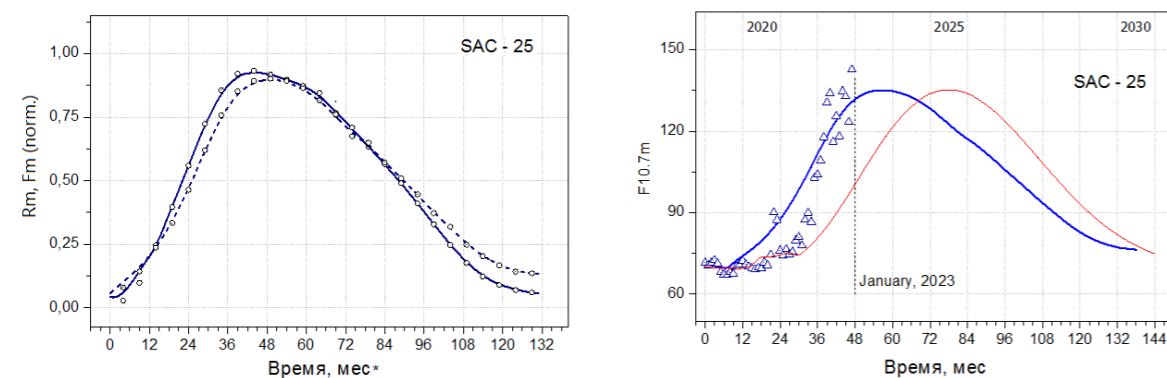 SAC - 25
1,00
0,75
0,50
0,25
0,00
Rm, Fm (norm.)
0 12 24 36 48 60 72 84 96 108 120 132
Время, мес*
2020 2025 2030
150
SAC - 25
120
90
60
F10.7m
January, 2023
0 12 24 36 48 60 72 84 96 108 120 132 144
Время, мес